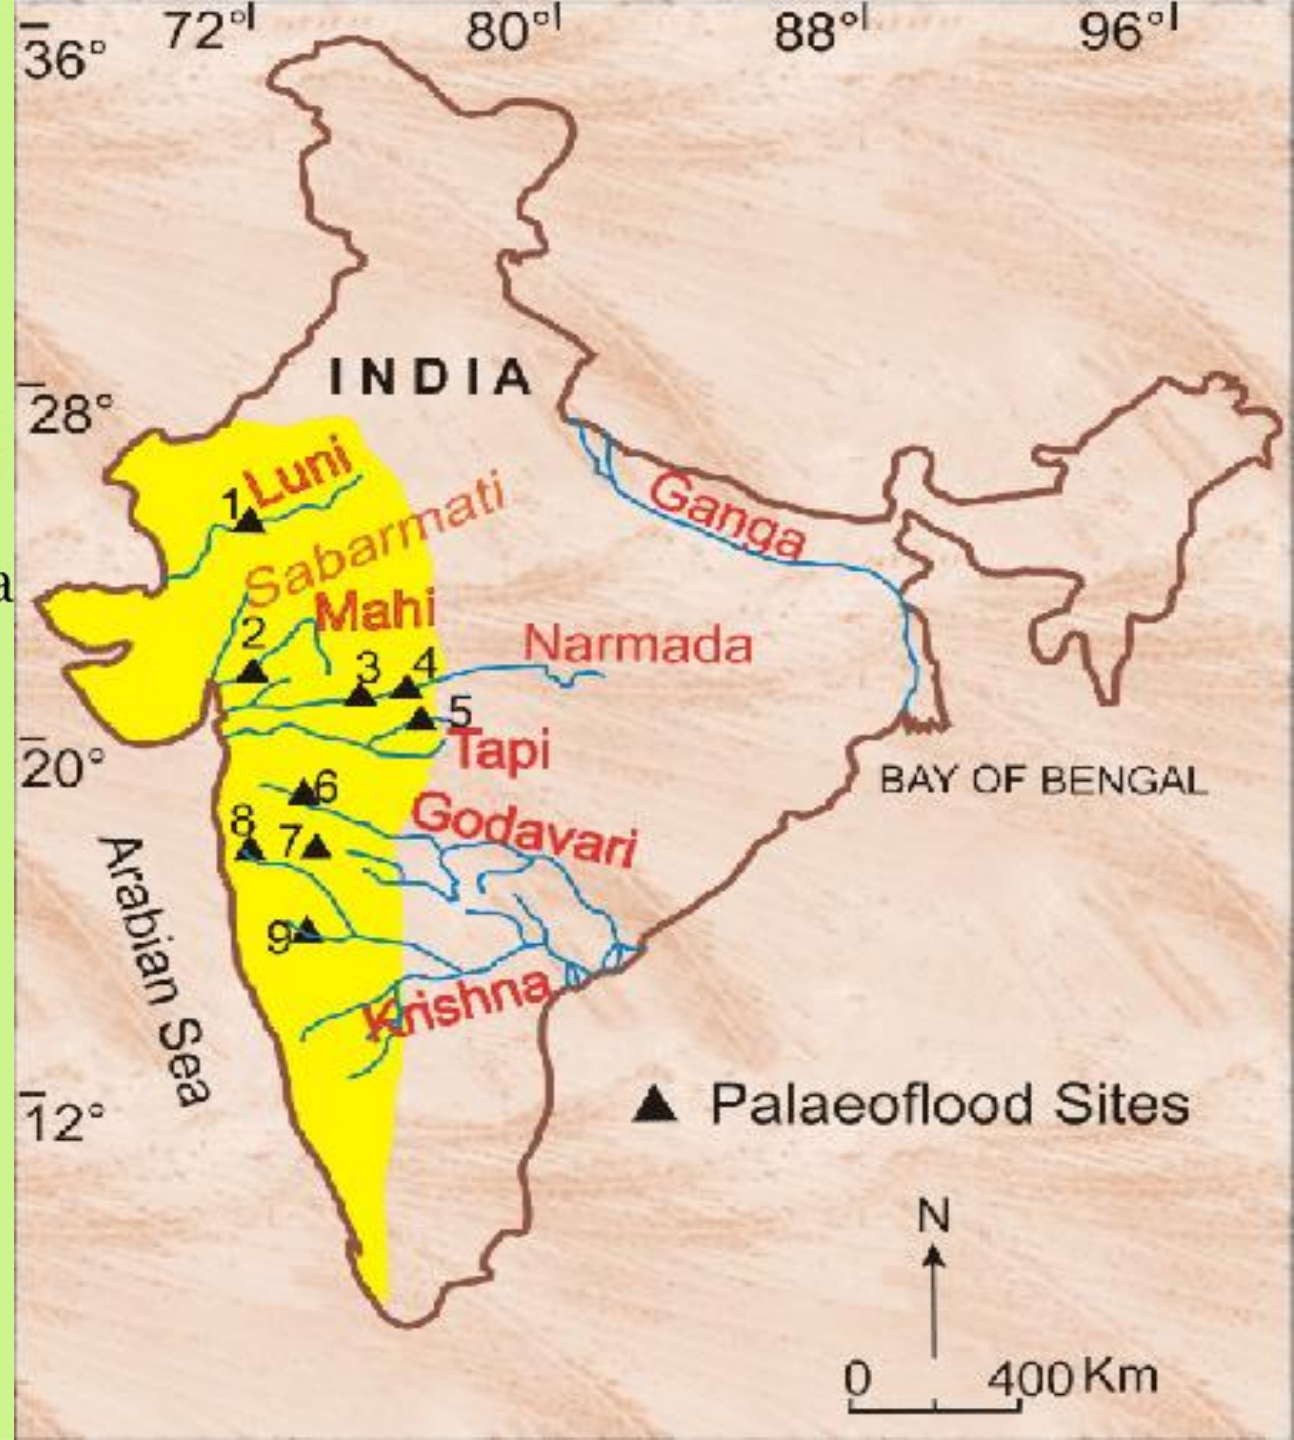 72° 80° 88° 96°
36°
INDIA
28°
Luni
1
Sabarmati
Ganga
a
Mahi
2
Narmada
3 4
5
Tapi
20°
BAY OF BENGAL
6
Godavari
8 7
Arabian Sea
9
Krishna
12°
Palaeoflood Sites
N
0 400 Km